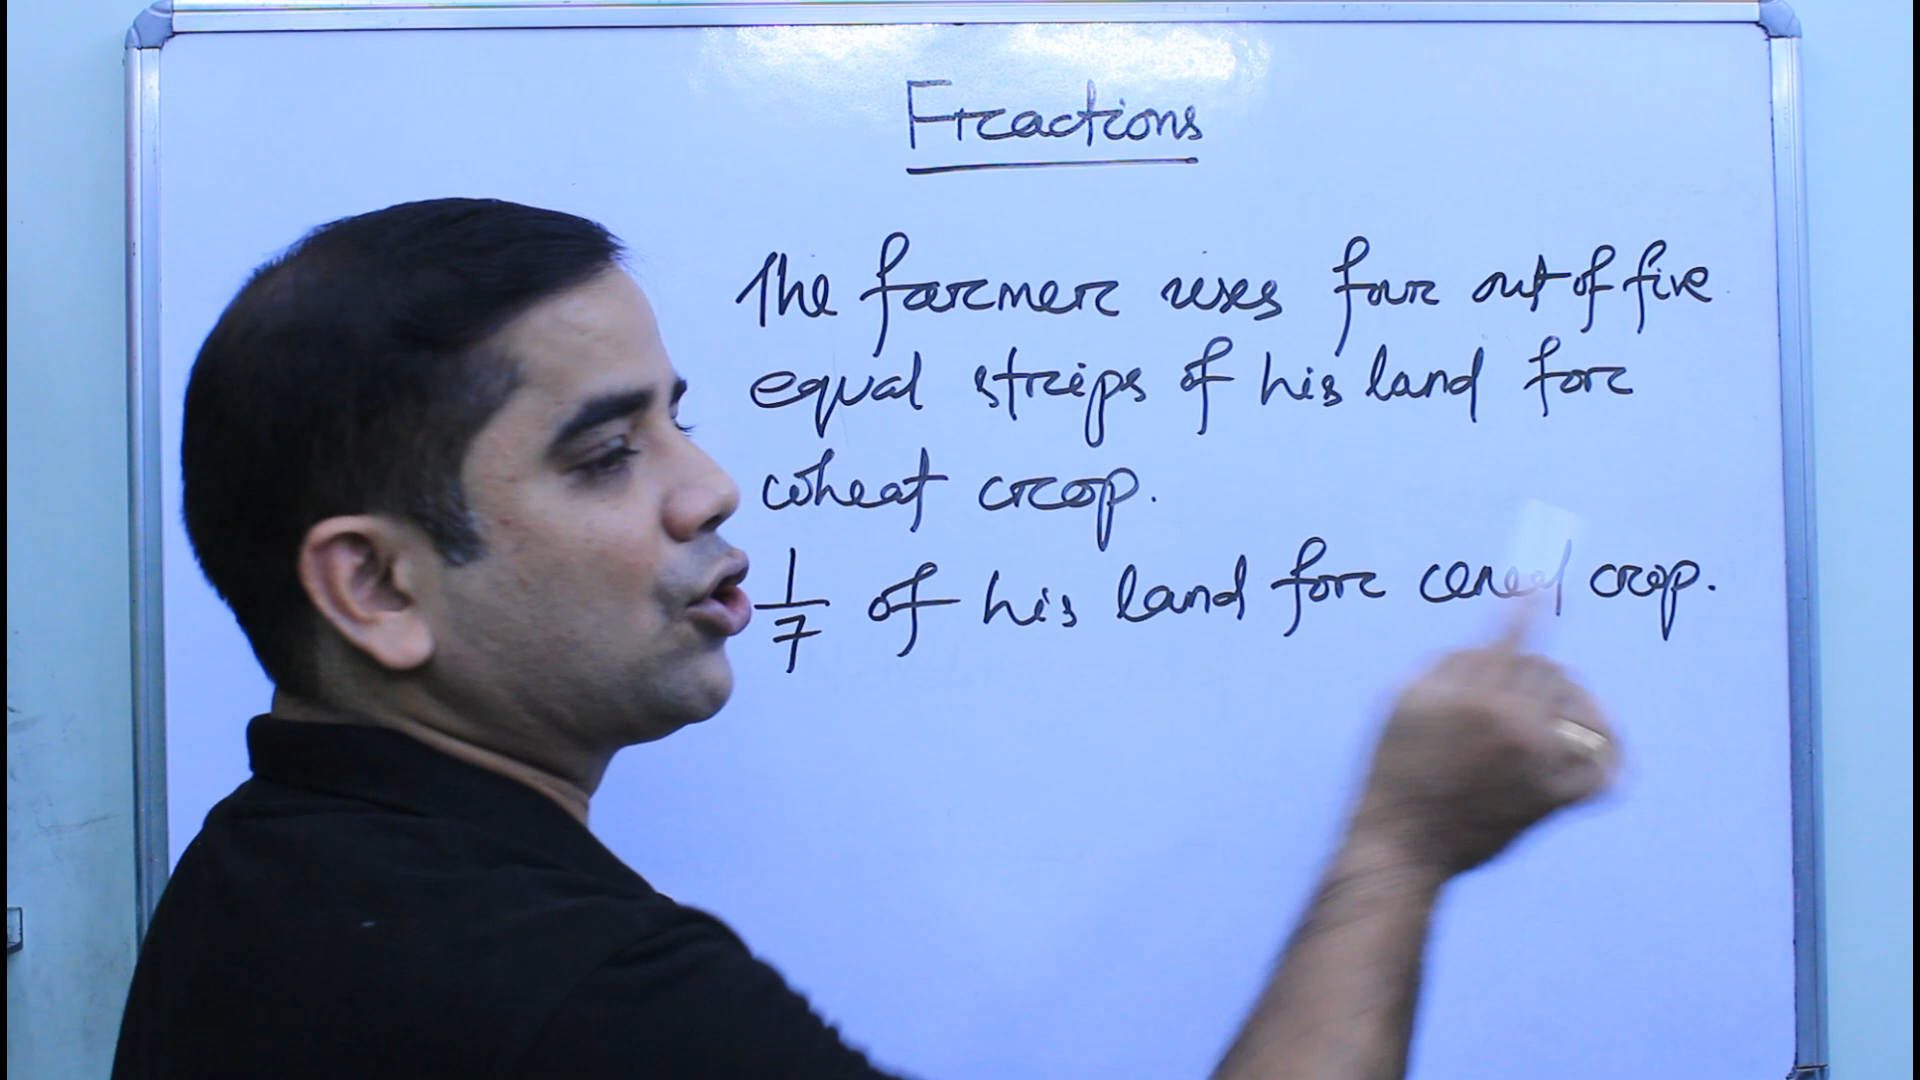 Fractions
The farmer uses four out of five
equal strips of his land for
wheat crop.
1/7 of his land for cereal crop.